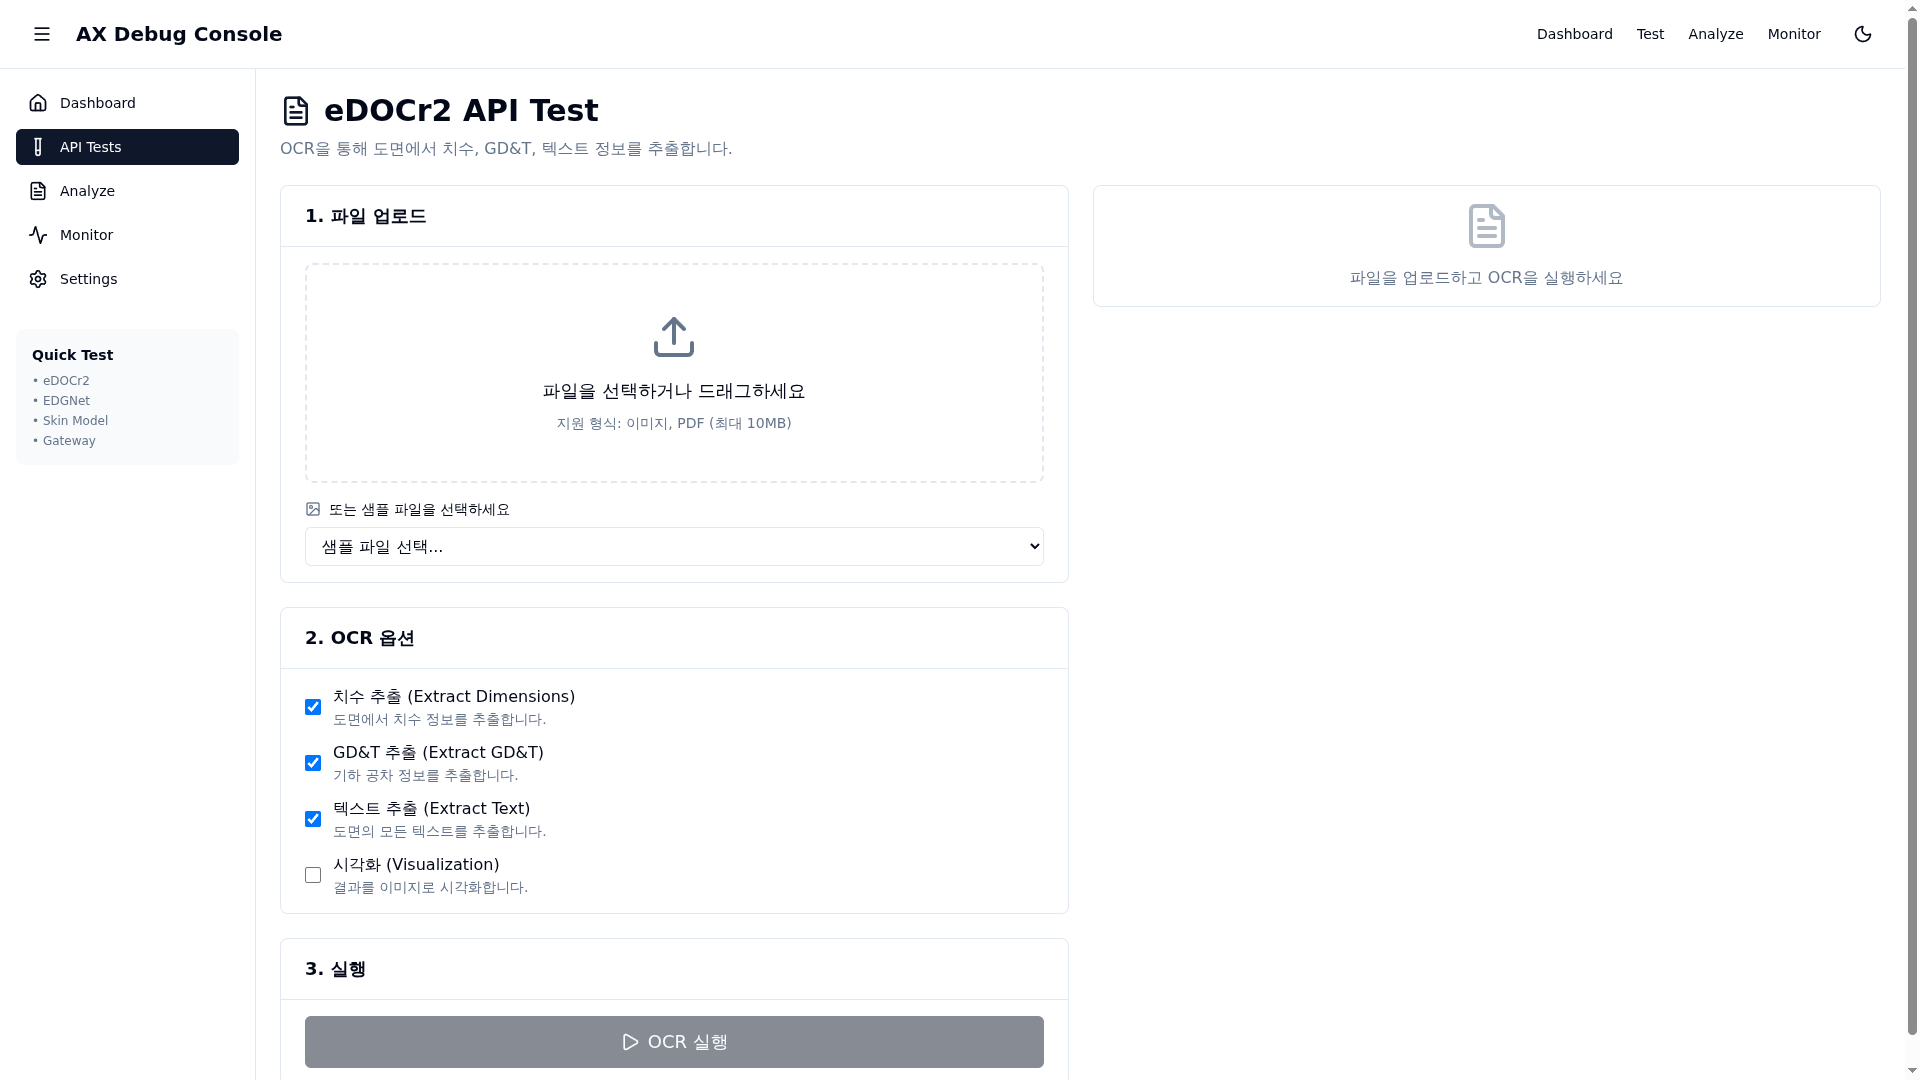 AX Debug Console
Dashboard
Test
Analyze
Monitor
Dashboard
API Tests
Analyze
Monitor
Settings
Quick Test
• eDOCr2
• EDGNet
• Skin Model
• Gateway
eDOCr2 API Test
OCR을 통해 도면에서 치수, GD&T, 텍스트 정보를 추출합니다.
1. 파일 업로드
파일을 선택하거나 드래그하세요
지원 형식: 이미지, PDF (최대 10MB)
또는 샘플 파일을 선택하세요
샘플 파일 선택...
2. OCR 옵션
치수 추출 (Extract Dimensions)
도면에서 치수 정보를 추출합니다.
GD&T 추출 (Extract GD&T)
기하 공차 정보를 추출합니다.
텍스트 추출 (Extract Text)
도면의 모든 텍스트를 추출합니다.
시각화 (Visualization)
결과를 이미지로 시각화합니다.
3. 실행
OCR 실행
파일을 업로드하고 OCR을 실행하세요